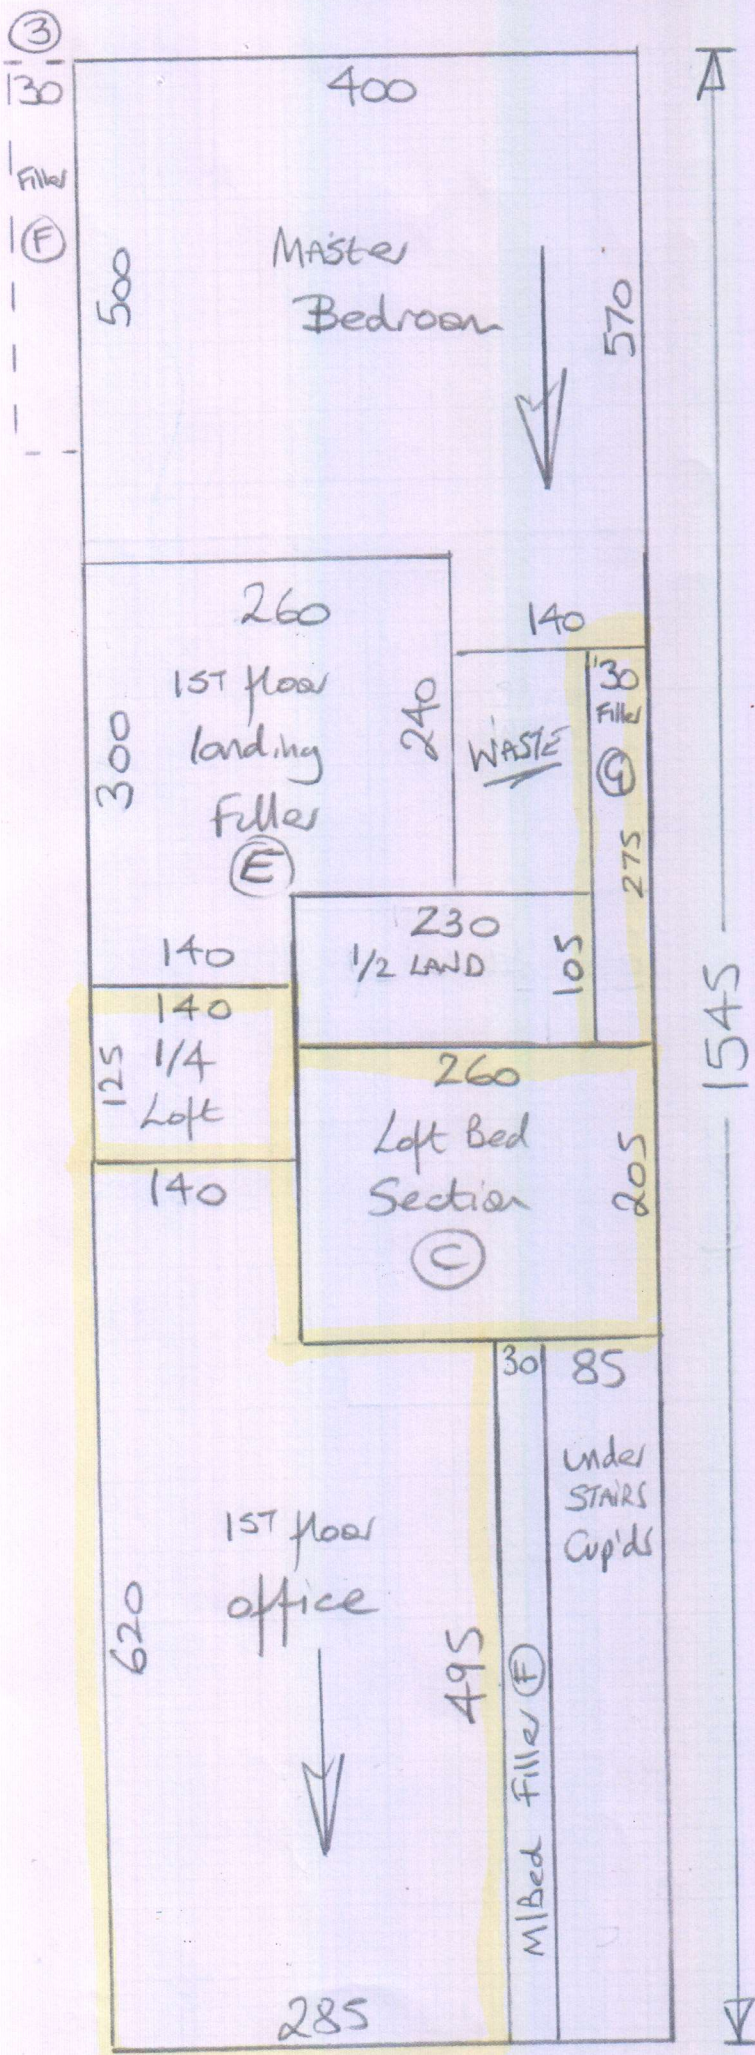 3
130
400
Filler
F
500
Master
Bedroom
570
260
140
1ST floor
landing
Filler
E
300
240
WASTE
'30
Filler
G
275
140
230
1/2 LAND
105
140
1/4
Loft
125
260
Loft Bed
Section
C
205
140
1545
30
85
under
STAIRS
Cup'ds
1ST floor
office
620
495
M/Bed Filler F
285